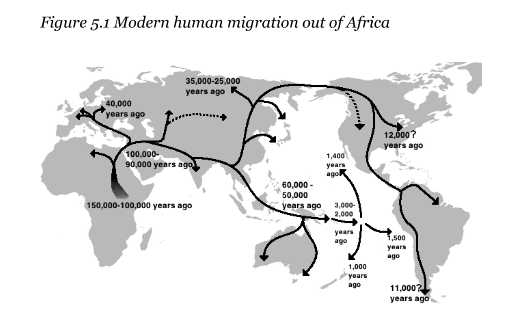 Figure 5.1 Modern human migration out of Africa
35,000-25,000
years ago
40,000
years ago
12,000?
years ago
100,000-
90,000 years ago
1,400
years
ago
60,000 -
50,000
years ago
150,000-100,000 years ago
3,000-
2,000
years
ago
1,500
years
ago
1,000
years
ago
11,000?
years ago